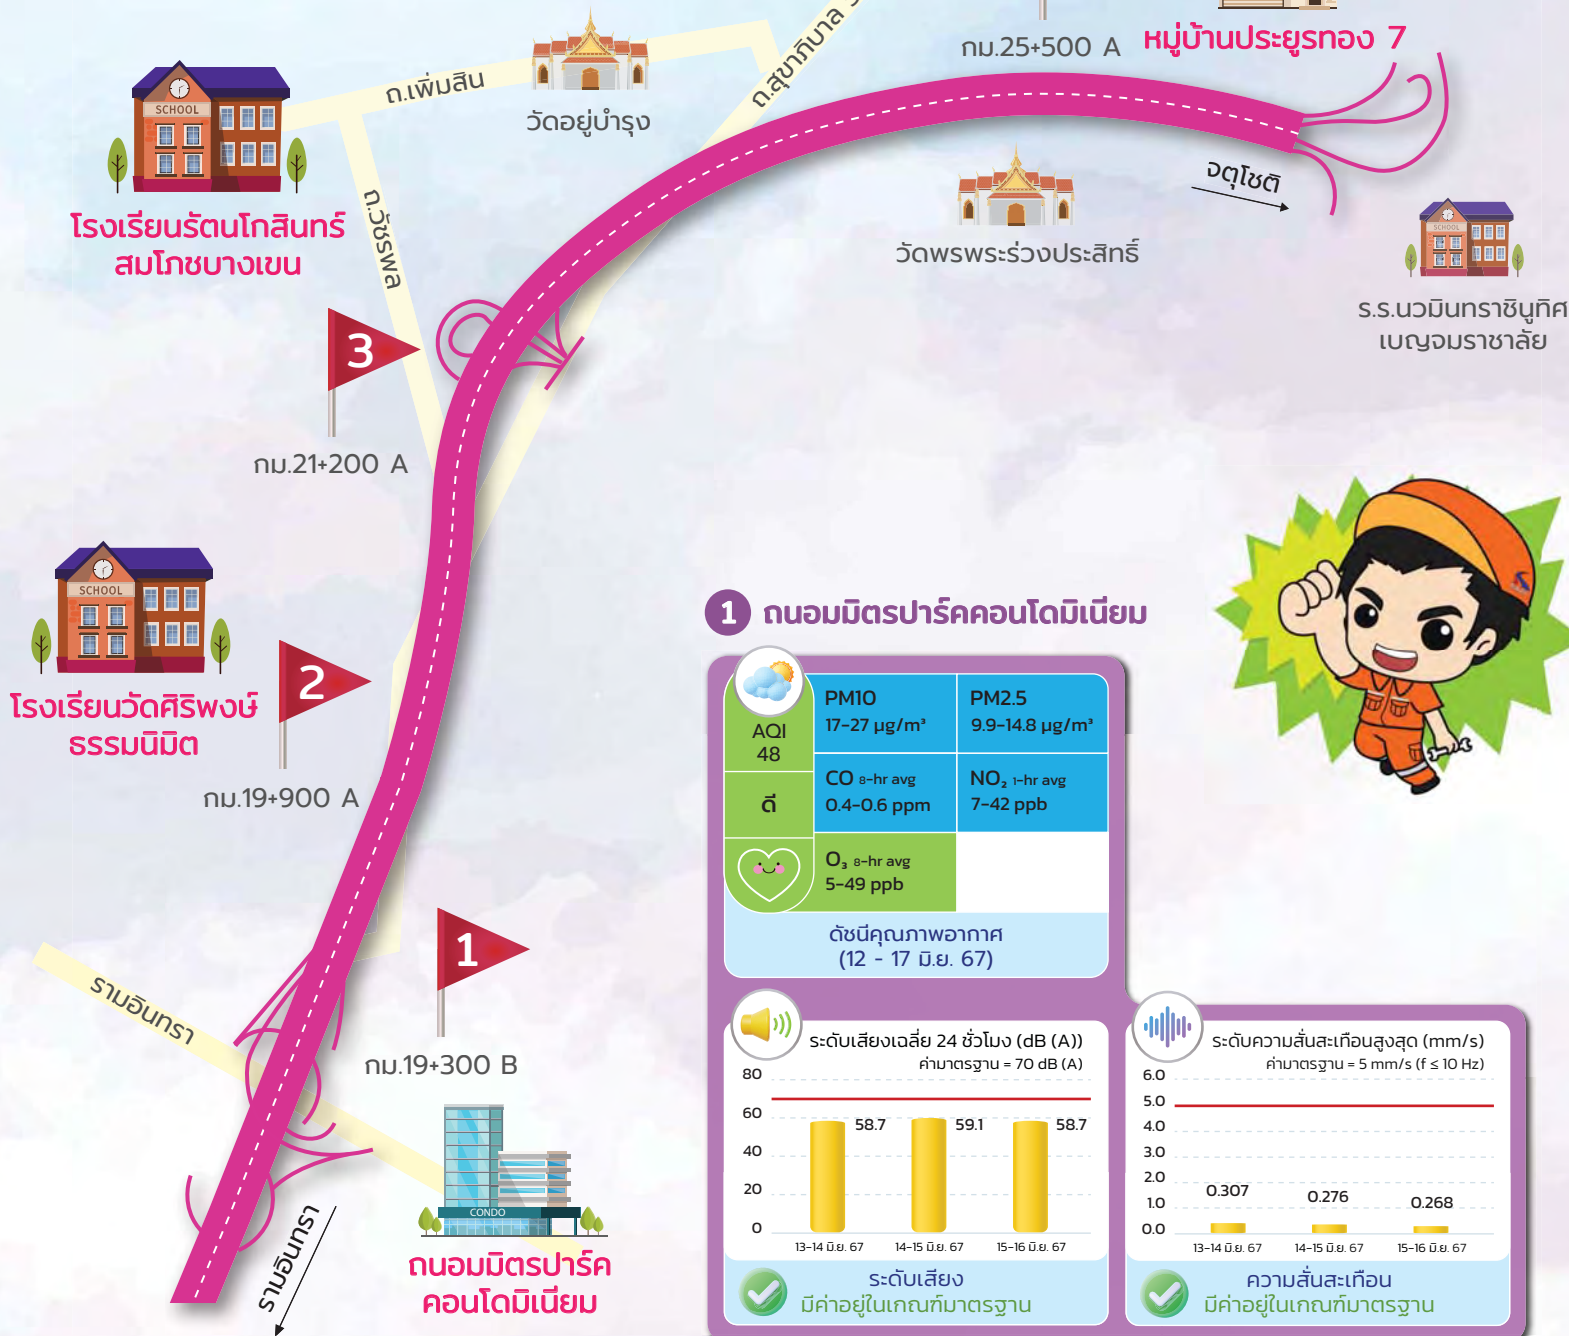 ถ.สุขาภิบาล 5
กม.25+500 A
หมู่บ้านประยูรทอง 7
ถ.เพิ่มสิน
วัดอยู่บำรุง
SCHOOL
โรงเรียนรัตนโกสินทร์
สมโภชบางเขน
ถ.วัชรพล
วัดพรพระร่วงประสิทธิ์
จตุโชติ
SCHOOL
ร.ร.นวมินทราชินูทิศ
เบญจมราชาลัย
3
กม.21+200 A
SCHOOL
โรงเรียนวัดศิริพงษ์
ธรรมนิมิต
2
กม.19+900 A
1
กม.19+300 B
รามอินทรา
รามอินทรา
CONDO
ถนอมมิตรปาร์ค
คอนโดมิเนียม
1 ถนอมมิตรปาร์คคอนโดมิเนียม
AQI
48
ดี
PM10
17-27 µg/m³
PM2.5
9.9-14.8 µg/m³
CO 8-hr avg
0.4-0.6 ppm
NO₂ 1-hr avg
7-42 ppb
O₃ 8-hr avg
5-49 ppb
ดัชนีคุณภาพอากาศ
(12 - 17 มิ.ย. 67)
ระดับเสียงเฉลี่ย 24 ชั่วโมง (dB (A))
ค่ามาตรฐาน = 70 dB (A)
80
60
40
20
0
58.7
59.1
58.7
13-14 มิ.ย. 67
14-15 มิ.ย. 67
15-16 มิ.ย. 67
ระดับเสียง
มีค่าอยู่ในเกณฑ์มาตรฐาน
ระดับความสั่นสะเทือนสูงสุด (mm/s)
ค่ามาตรฐาน = 5 mm/s (f ≤ 10 Hz)
6.0
5.0
4.0
3.0
2.0
1.0
0.0
0.307
0.276
0.268
13-14 มิ.ย. 67
14-15 มิ.ย. 67
15-16 มิ.ย. 67
ความสั่นสะเทือน
มีค่าอยู่ในเกณฑ์มาตรฐาน